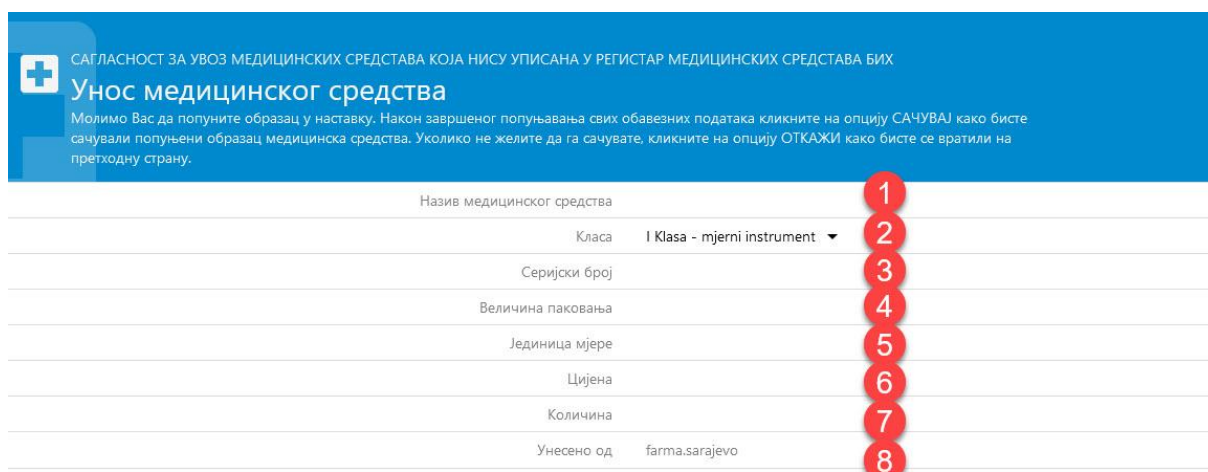 САГЛАСНОСТ ЗА УВОЗ МЕДИЦИНСКИХ СРЕДСТАВА КОЈА НИСУ УПИСАНА У РЕГИСТАР МЕДИЦИНСКИХ СРЕДСТАВА БИХ
Унос медицинског средства
Молимо Вас да попуните образац у наставку. Након завршеног попуњавања свих обавезних података кликните на опцију САЧУВАЈ како бисте
сачували попуњени образац медицинска средства. Уколико не желите да га сачувате, кликните на опцију ОТКАЖИ како бисте се вратили на
претходну страну.
Назив медицинског средства 1
Класа I Klasa - mjerni instrument 2
Серијски број 3
Величина паковања 4
Јединица мјере 5
Цијена 6
Количина 7
Унесено од farma.sarajevo 8